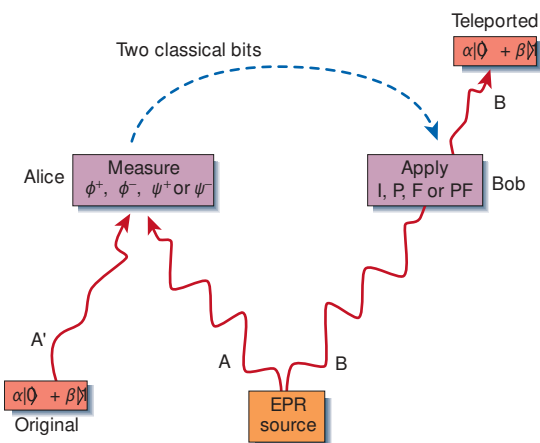 Teleported
α|0⟩ + β|1⟩
B
Two classical bits
Alice
Measure
ϕ⁺, ϕ⁻, ψ⁺ or ψ⁻
Apply
I, P, F or PF
Bob
A'
A
B
α|0⟩ + β|1⟩
Original
EPR
source